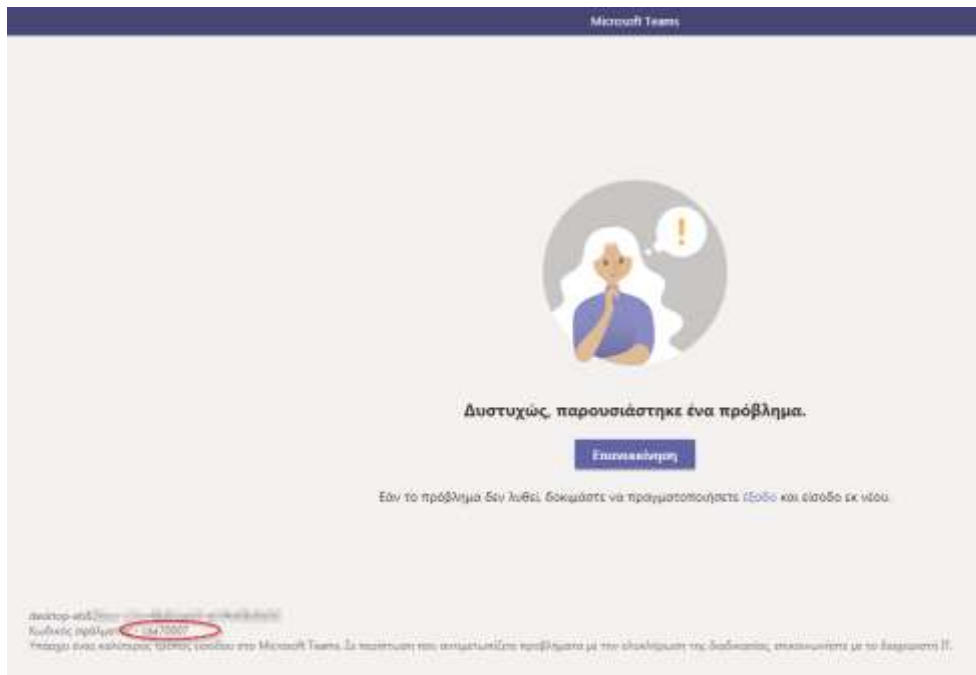 Microsoft Teams
!
Δυστυχώς, παρουσιάστηκε ένα πρόβλημα.
Επανεκκίνηση
Εάν το πρόβλημα δεν λυθεί, δοκιμάστε να πραγματοποιήσετε έξοδο και είσοδο εκ νέου.
Κωδικός σφάλματος -
Υπάρχει ένας καλύτερος τρόπος εισόδου στο Microsoft Teams. Σε περίπτωση που αντιμετωπίζετε προβλήματα με την ολοκλήρωση της διαδικασίας, επικοινωνήστε με το διαχειριστή IT.